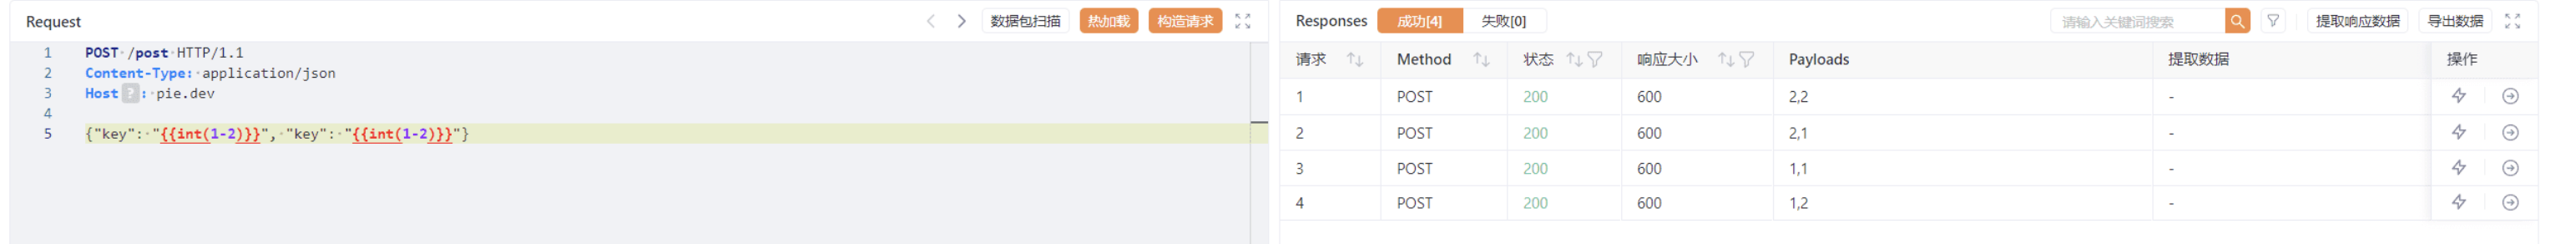 Request 数据包扫描 热加载 构造请求
1 POST /post HTTP/1.1
2 Content-Type: application/json
3 Host ? : pie.dev
4
5 {"key": "{{int(1-2)}}", "key": "{{int(1-2)}}"}
Responses 成功[4] 失败[0] 请输入关键词搜索 提取响应数据 导出数据
请求 Method 状态 响应大小 Payloads 提取数据 操作
1 POST 200 600 2,2 -
2 POST 200 600 2,1 -
3 POST 200 600 1,1 -
4 POST 200 600 1,2 -